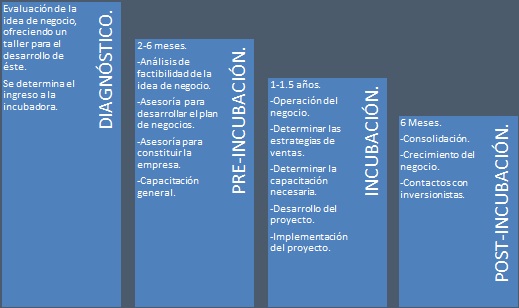 Evaluación de la
idea de negocio,
ofreciendo un
taller para el
desarrollo de
éste.
Se determina el
ingreso a la
incubadora.
DIAGNÓSTICO.
2-6 meses.
-Análisis de
factibilidad de la
idea de negocio.
-Asesoría para
desarrollar el plan
de negocios.
-Asesoría para
constituir la
empresa.
-Capacitación
general.
PRE-INCUBACIÓN.
1-1.5 años.
-Operación del
negocio.
-Determinar las
estrategias de
ventas.
-Determinar la
capacitación
necesaria.
-Desarrollo del
proyecto.
-Implementación
del proyecto.
INCUBACIÓN.
6 Meses.
-Consolidación.
-Crecimiento del
negocio.
-Contactos con
inversionistas.
POST-INCUBACIÓN.